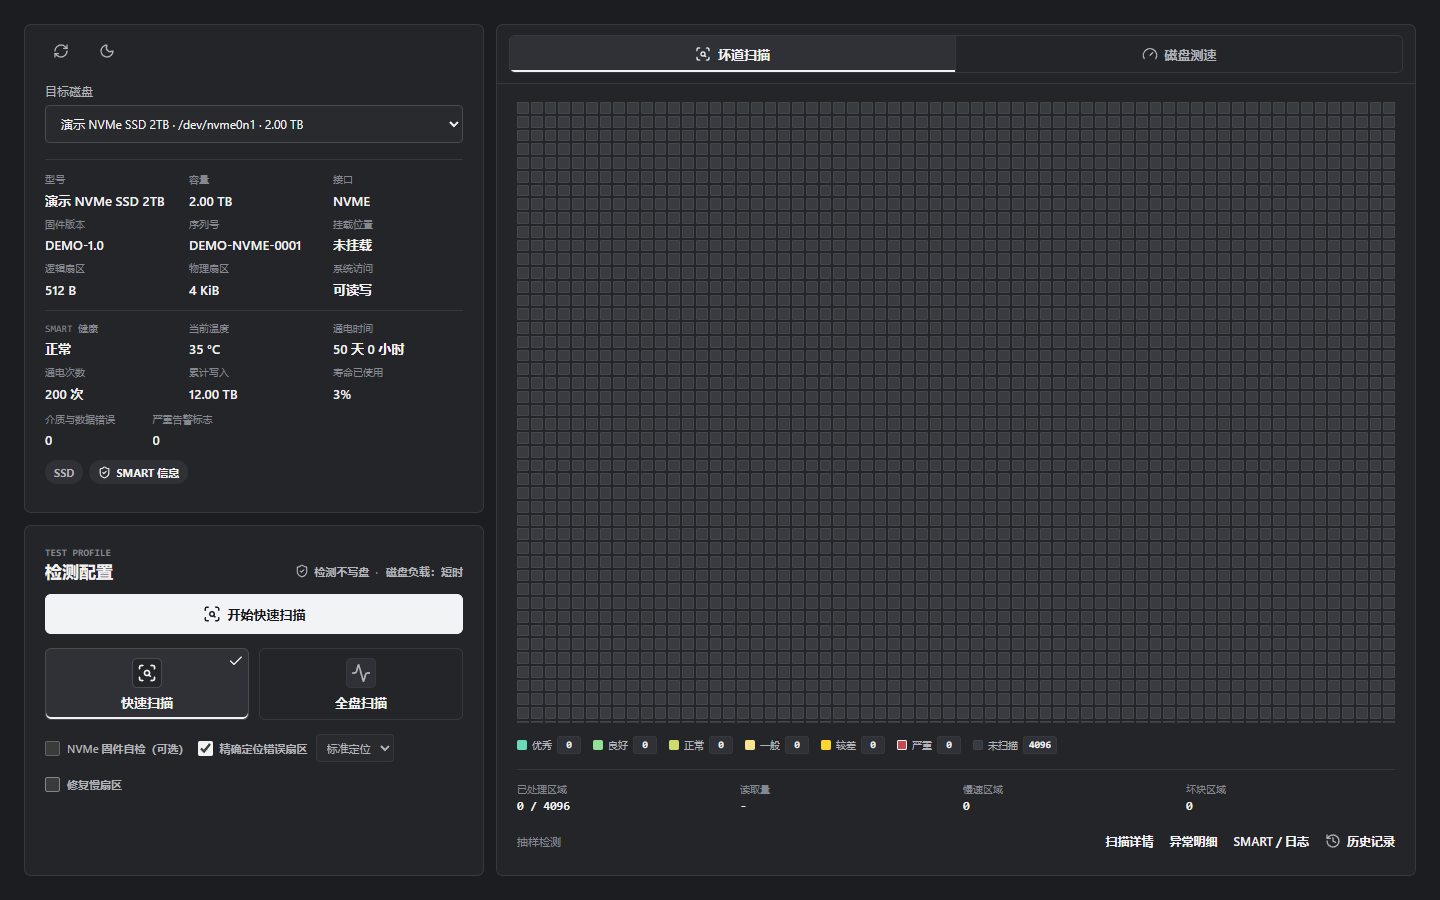 目标磁盘
演示 NVMe SSD 2TB · /dev/nvme0n1 · 2.00 TB
型号 容量 接口
演示 NVMe SSD 2TB 2.00 TB NVME
固件版本 序列号 挂载位置
DEMO-1.0 DEMO-NVME-0001 未挂载
逻辑扇区 物理扇区 系统访问
512 B 4 KiB 可读写
SMART 健康 当前温度 通电时间
正常 35 °C 50 天 0 小时
通电次数 累计写入 寿命已使用
200 次 12.00 TB 3%
介质与数据错误 严重告警标志
0 0
SSD SMART 信息
TEST PROFILE
检测配置 检测不写盘 · 磁盘负载：短时
开始快速扫描
快速扫描 全盘扫描
NVMe 固件自检（可选） 精确定位错误扇区 标准定位
修复慢扇区
坏道扫描 磁盘测速
优秀 0 良好 0 正常 0 一般 0 较差 0 严重 0 未扫描 4096
已处理区域 读取量 慢速区域 坏块区域
0 / 4096 - 0 0
抽样检测 扫描详情 异常明细 SMART / 日志 历史记录